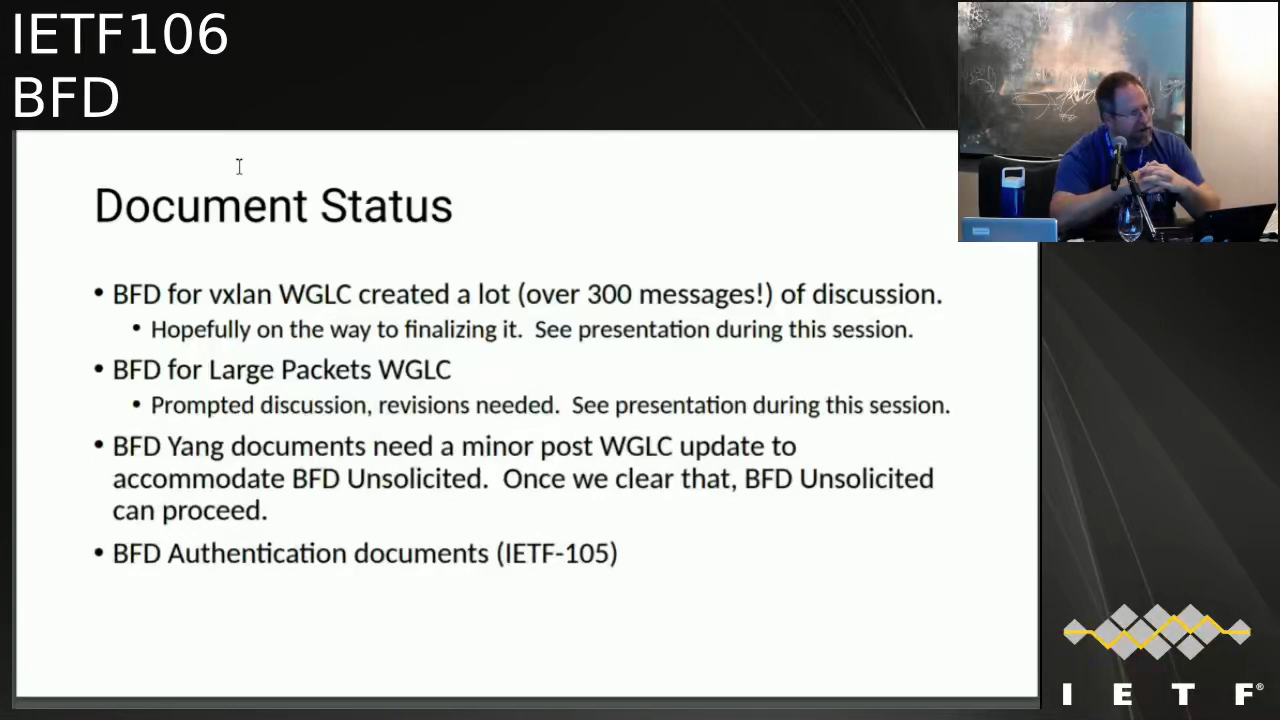 IETF106
BFD
Document Status
• BFD for vxlan WGLC created a lot (over 300 messages!) of discussion.
• Hopefully on the way to finalizing it.  See presentation during this session.
• BFD for Large Packets WGLC
• Prompted discussion, revisions needed.  See presentation during this session.
• BFD Yang documents need a minor post WGLC update to
accommodate BFD Unsolicited.  Once we clear that, BFD Unsolicited
can proceed.
• BFD Authentication documents (IETF-105)
I E T F®